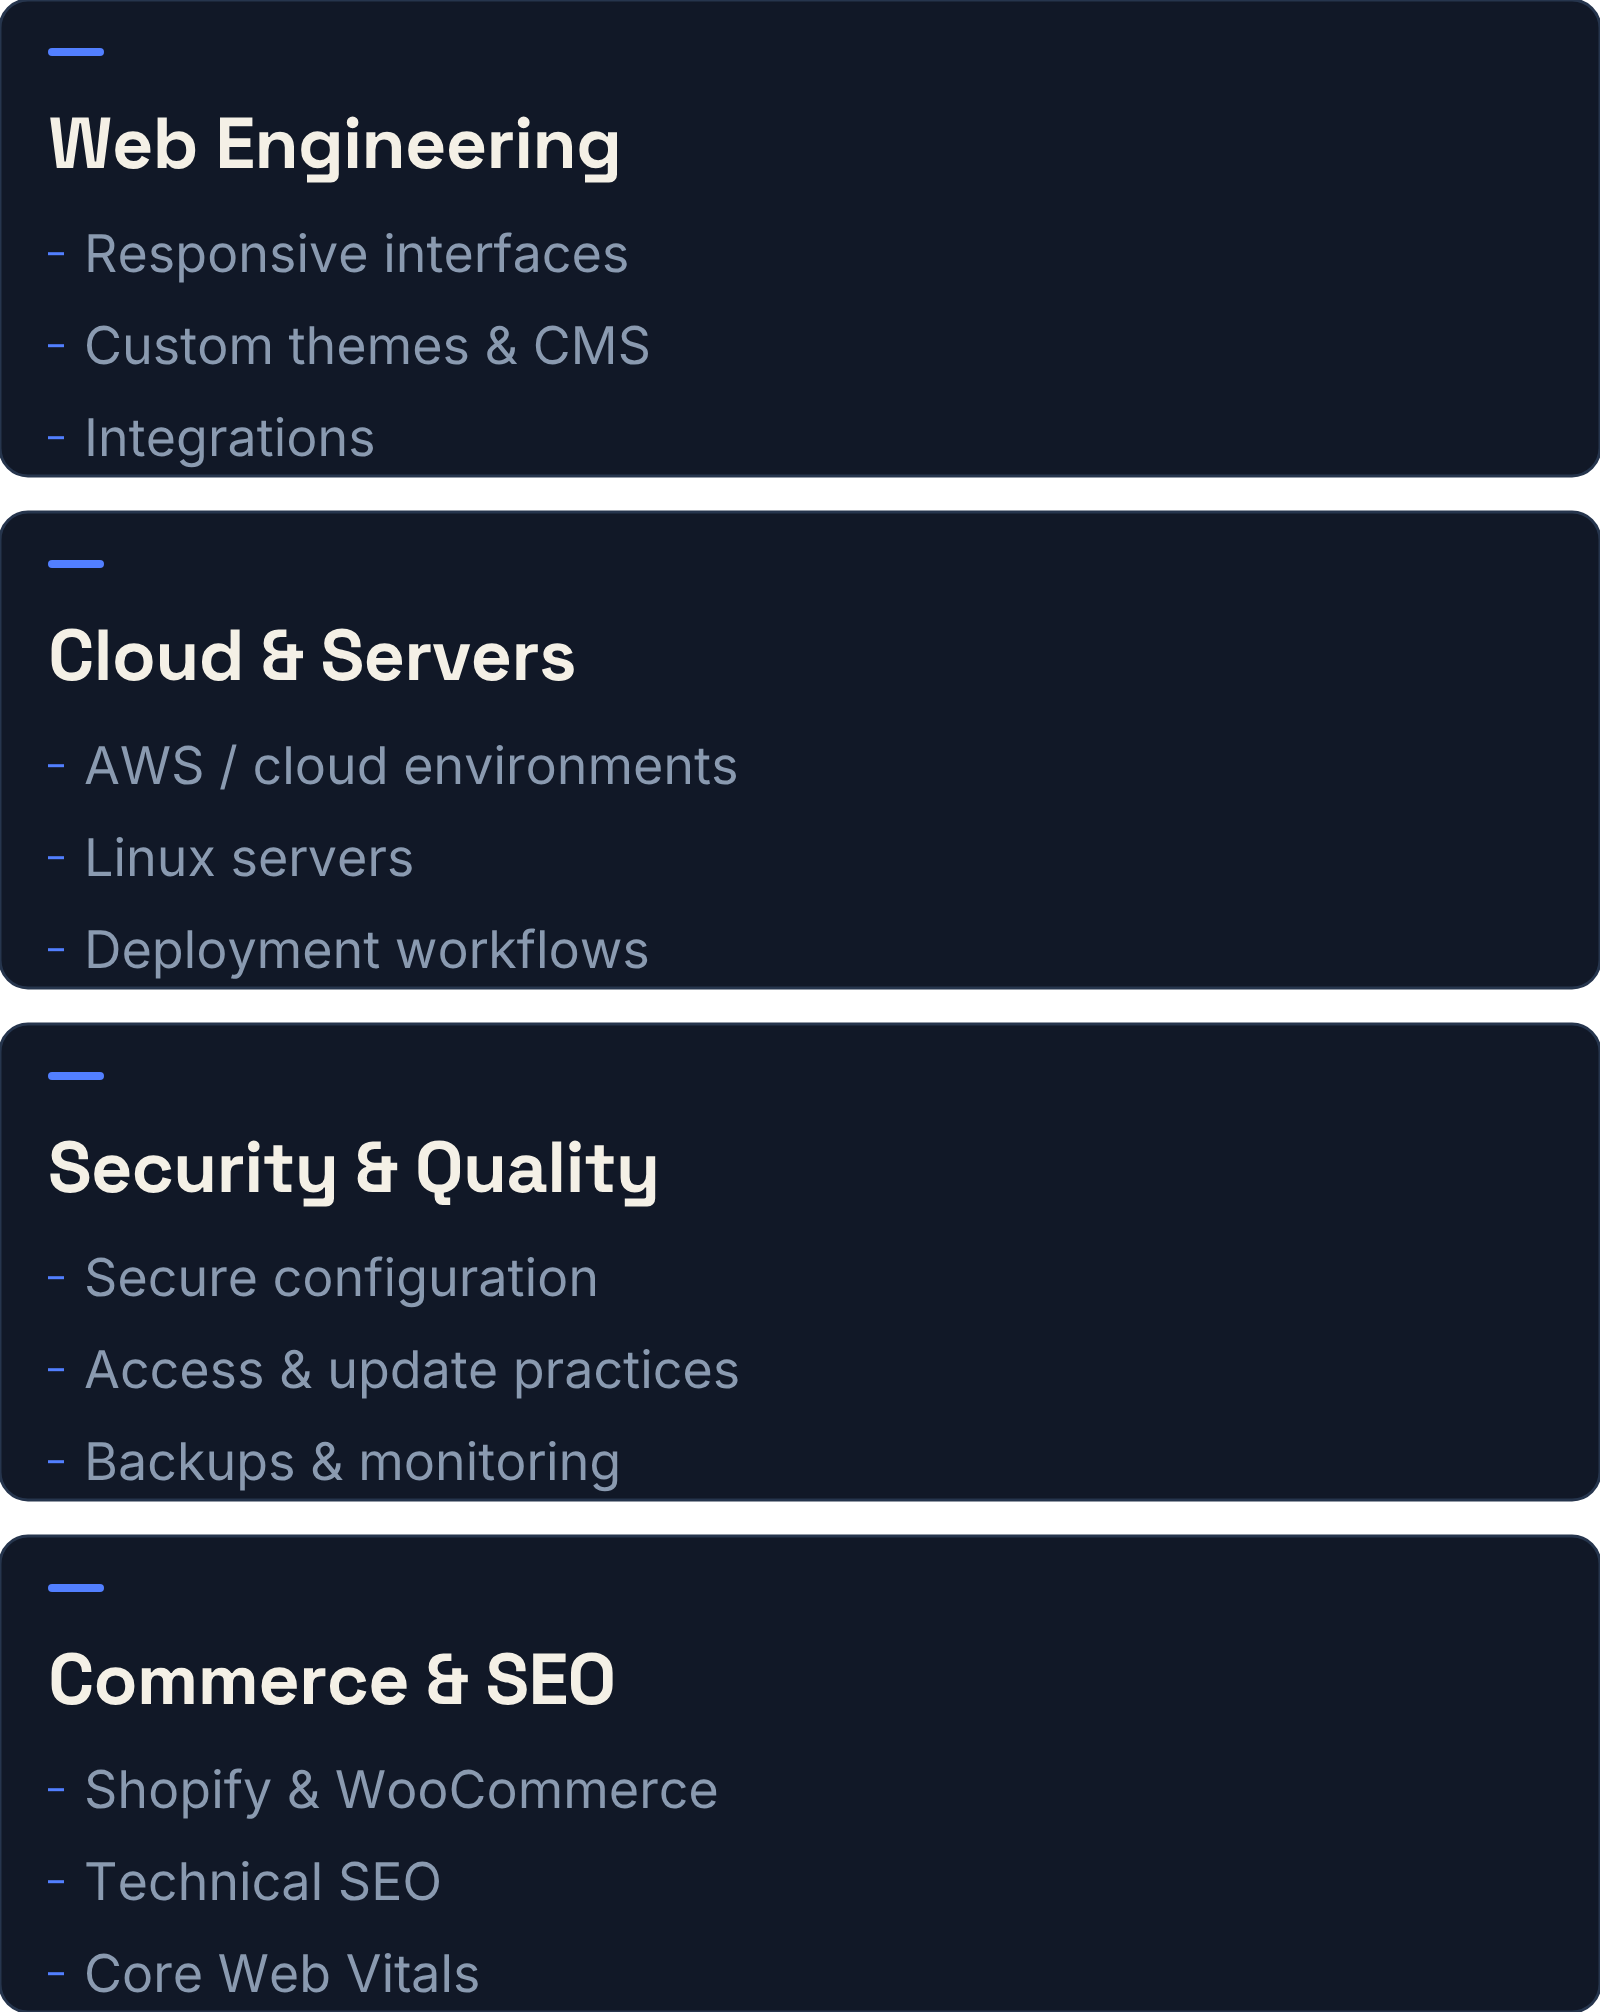 Web Engineering
- Responsive interfaces
- Custom themes & CMS
- Integrations
Cloud & Servers
- AWS / cloud environments
- Linux servers
- Deployment workflows
Security & Quality
- Secure configuration
- Access & update practices
- Backups & monitoring
Commerce & SEO
- Shopify & WooCommerce
- Technical SEO
- Core Web Vitals